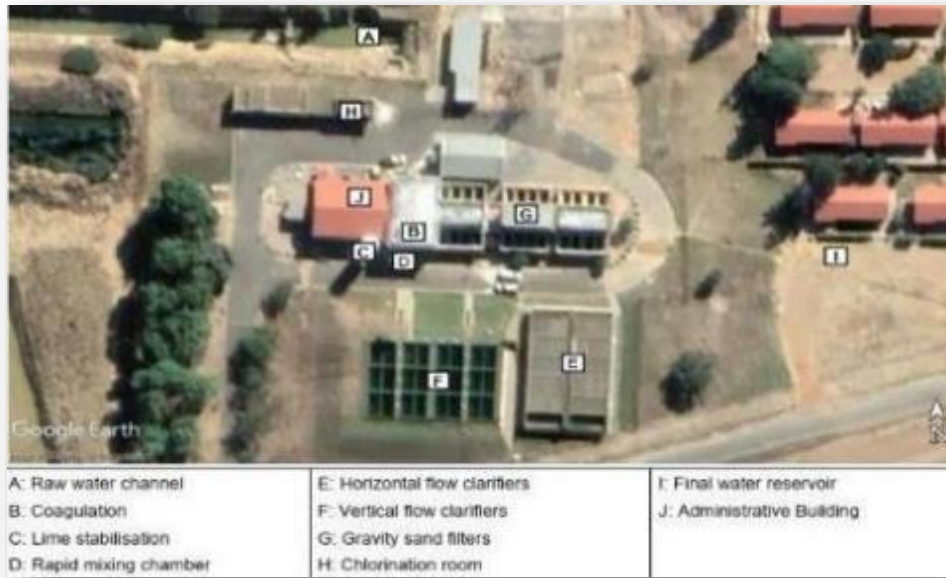 A
H
J
G
B
C
D
I
E
F
Google Earth
N
A: Raw water channel
E: Horizontal flow clarifiers
I: Final water reservoir
B: Coagulation
F: Vertical flow clarifiers
J: Administrative Building
C: Lime stabilisation
G: Gravity sand filters
D: Rapid mixing chamber
H: Chlorination room